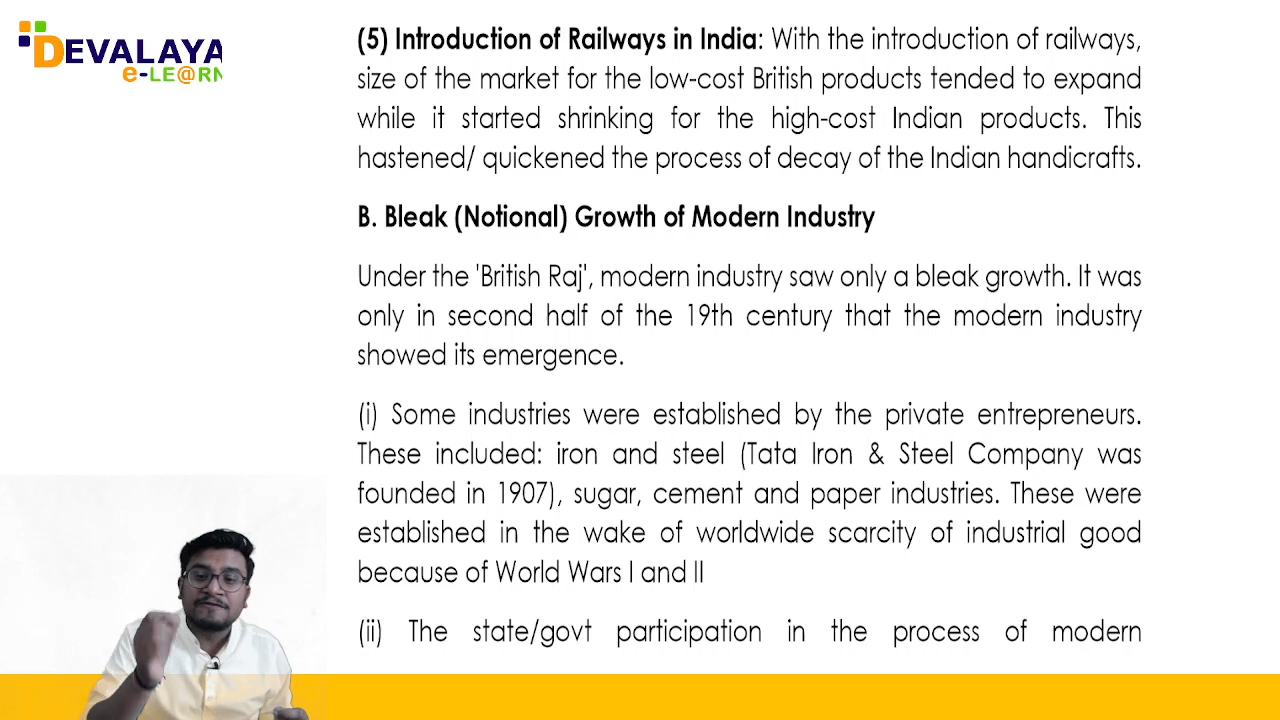 DEVALAYA
e-LE@RN
(5) Introduction of Railways in India: With the introduction of railways,
size of the market for the low-cost British products tended to expand
while it started shrinking for the high-cost Indian products. This
hastened/ quickened the process of decay of the Indian handicrafts.
B. Bleak (Notional) Growth of Modern Industry
Under the 'British Raj', modern industry saw only a bleak growth. It was
only in second half of the 19th century that the modern industry
showed its emergence.
(i) Some industries were established by the private entrepreneurs.
These included: iron and steel (Tata Iron & Steel Company was
founded in 1907), sugar, cement and paper industries. These were
established in the wake of worldwide scarcity of industrial good
because of World Wars I and II
(ii) The state/govt participation in the process of modern